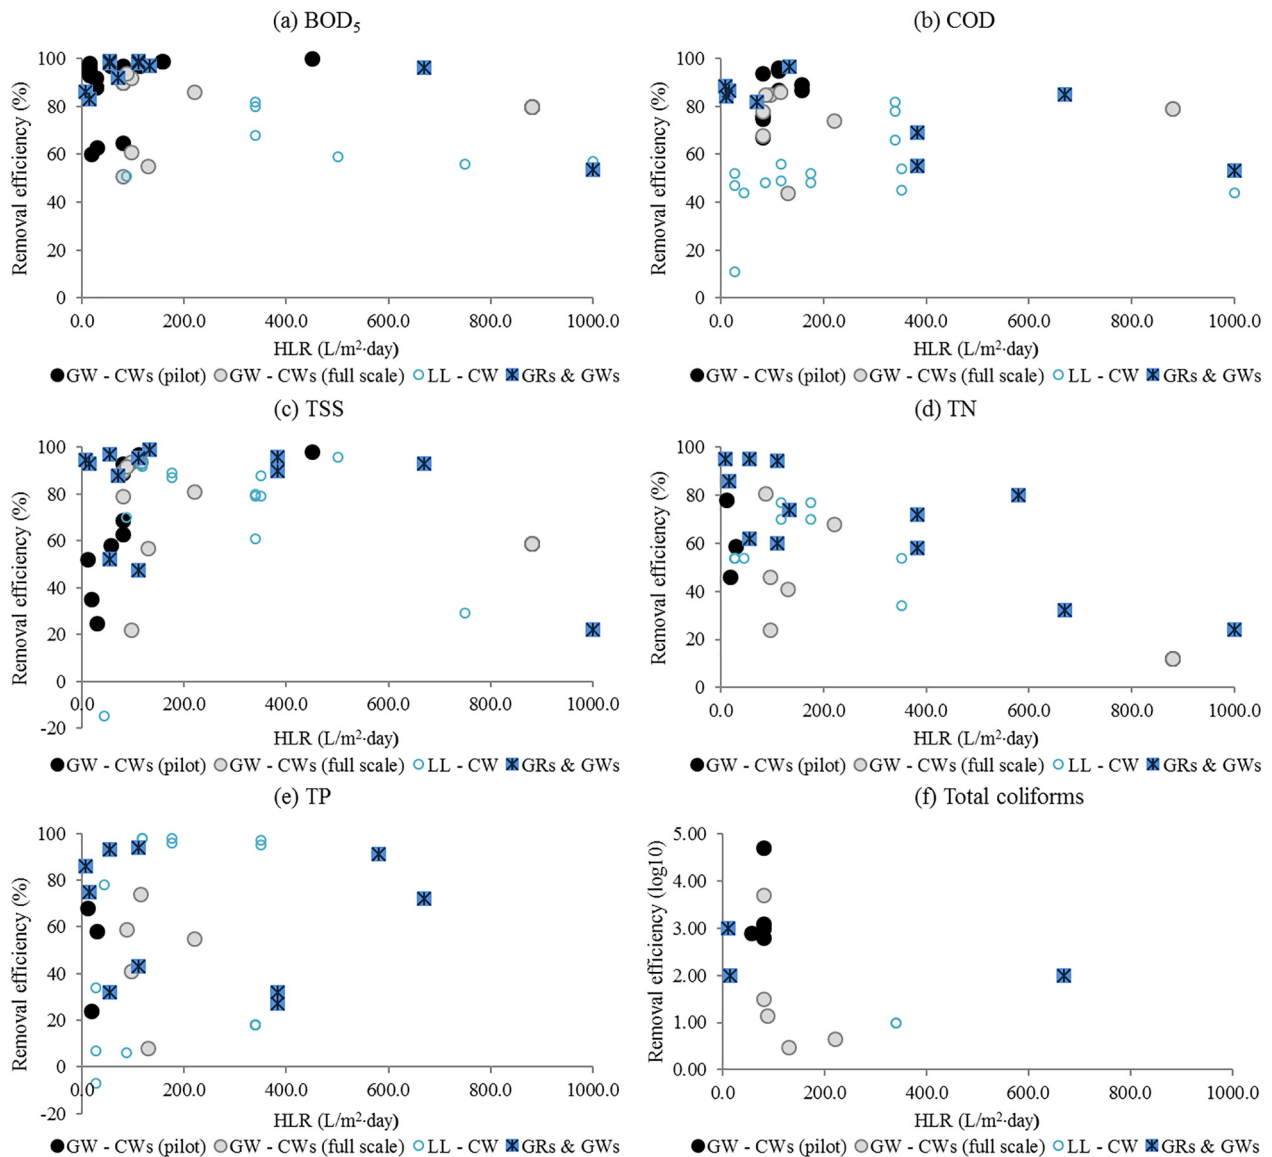 (a) BOD5
Removal efficiency (%)
100
80
60
40
20
0
0.0 200.0 400.0 600.0 800.0 1000.0
HLR (L/m2·day)
GW - CWs (pilot) GW - CWs (full scale) LL - CW GRs & GWs
(b) COD
Removal efficiency (%)
100
80
60
40
20
0
0.0 200.0 400.0 600.0 800.0 1000.0
HLR (L/m2·day)
GW - CWs (pilot) GW - CWs (full scale) LL - CW GRs & GWs
(c) TSS
Removal efficiency (%)
100
80
60
40
20
0
-20
0.0 200.0 400.0 600.0 800.0 1000.0
HLR (L/m2·day)
GW - CWs (pilot) GW - CWs (full scale) LL - CW GRs & GWs
(d) TN
Removal efficiency (%)
100
80
60
40
20
0
0.0 200.0 400.0 600.0 800.0 1000.0
HLR (L/m2·day)
GW - CWs (pilot) GW - CWs (full scale) LL - CW GRs & GWs
(e) TP
Removal efficiency (%)
100
80
60
40
20
0
-20
0.0 200.0 400.0 600.0 800.0 1000.0
HLR (L/m2·day)
GW - CWs (pilot) GW - CWs (full scale) LL - CW GRs & GWs
(f) Total coliforms
Removal efficiency (log10)
5.00
4.00
3.00
2.00
1.00
0.00
0.0 200.0 400.0 600.0 800.0 1000.0
HLR (L/m2·day)
GW - CWs (pilot) GW - CWs (full scale) LL - CW GRs & GWs